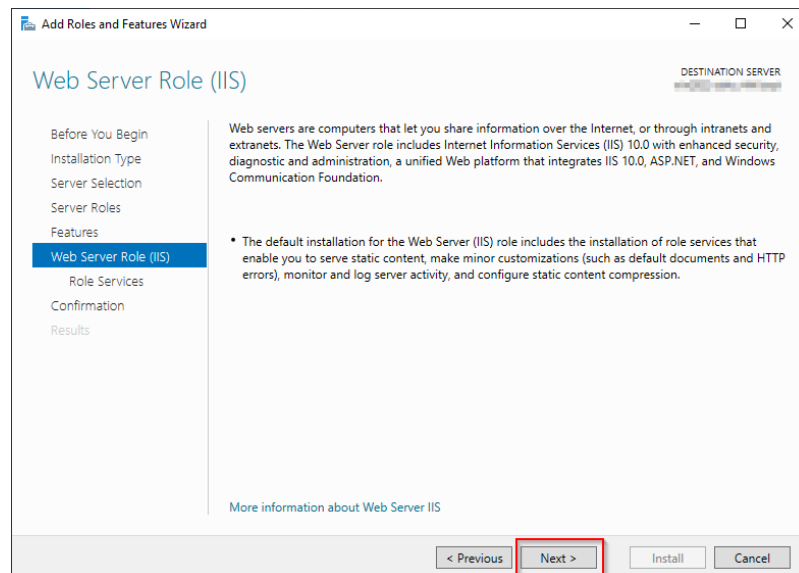 Add Roles and Features Wizard
Web Server Role (IIS)
DESTINATION SERVER
Before You Begin
Installation Type
Server Selection
Server Roles
Features
Web Server Role (IIS)
Role Services
Confirmation
Results
Web servers are computers that let you share information over the Internet, or through intranets and
extranets. The Web Server role includes Internet Information Services (IIS) 10.0 with enhanced security,
diagnostic and administration, a unified Web platform that integrates IIS 10.0, ASP.NET, and Windows
Communication Foundation.
• The default installation for the Web Server (IIS) role includes the installation of role services that
enable you to serve static content, make minor customizations (such as default documents and HTTP
errors), monitor and log server activity, and configure static content compression.
More information about Web Server IIS
< Previous
Next >
Install
Cancel